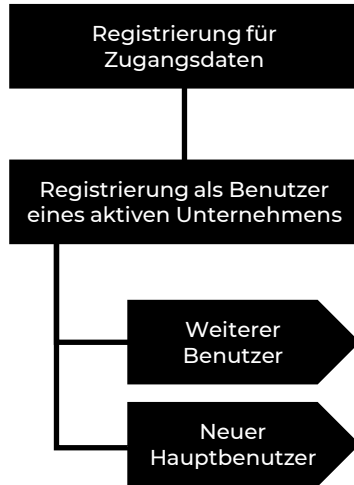 Registrierung für
Zugangsdaten
Registrierung als Benutzer
eines aktiven Unternehmens
Weiterer
Benutzer
Neuer
Hauptbenutzer